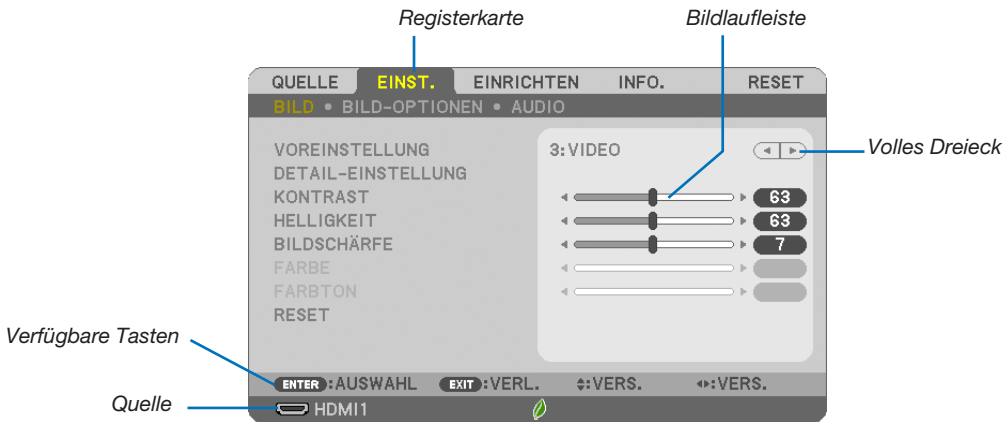 Registerkarte Bildlaufleiste
QUELLE EINST. EINRICHTEN INFO. RESET
BILD • BILD-OPTIONEN • AUDIO
VOREINSTELLUNG 3:VIDEO Volles Dreieck
DETAIL-EINSTELLUNG
KONTRAST 63
HELLIGKEIT 63
BILDSCHÄRFE 7
FARBE
FARBTON
RESET
Verfügbare Tasten
ENTER:AUSWAHL EXIT:VERL. :VERS. :VERS.
Quelle HDMI1